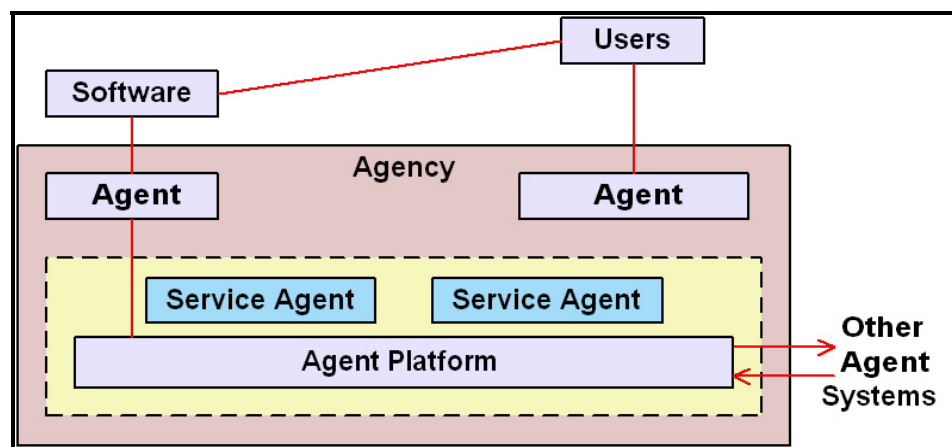 Users
Software
Agency
Agent
Agent
Service Agent
Service Agent
Agent Platform
Other
Agent
Systems